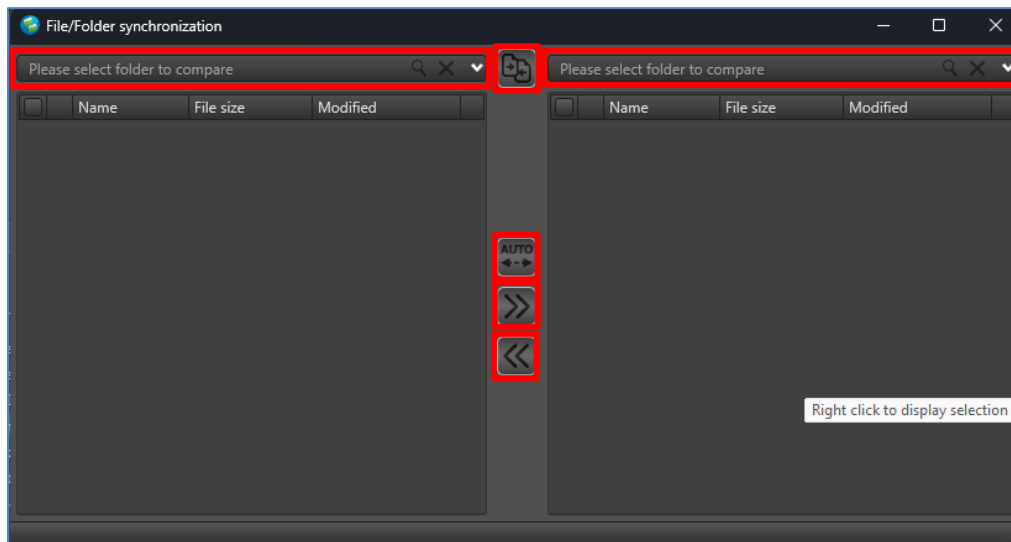 File/Folder synchronization
Please select folder to compare
Please select folder to compare
Name File size Modified
Name File size Modified
AUTO
Right click to display selection